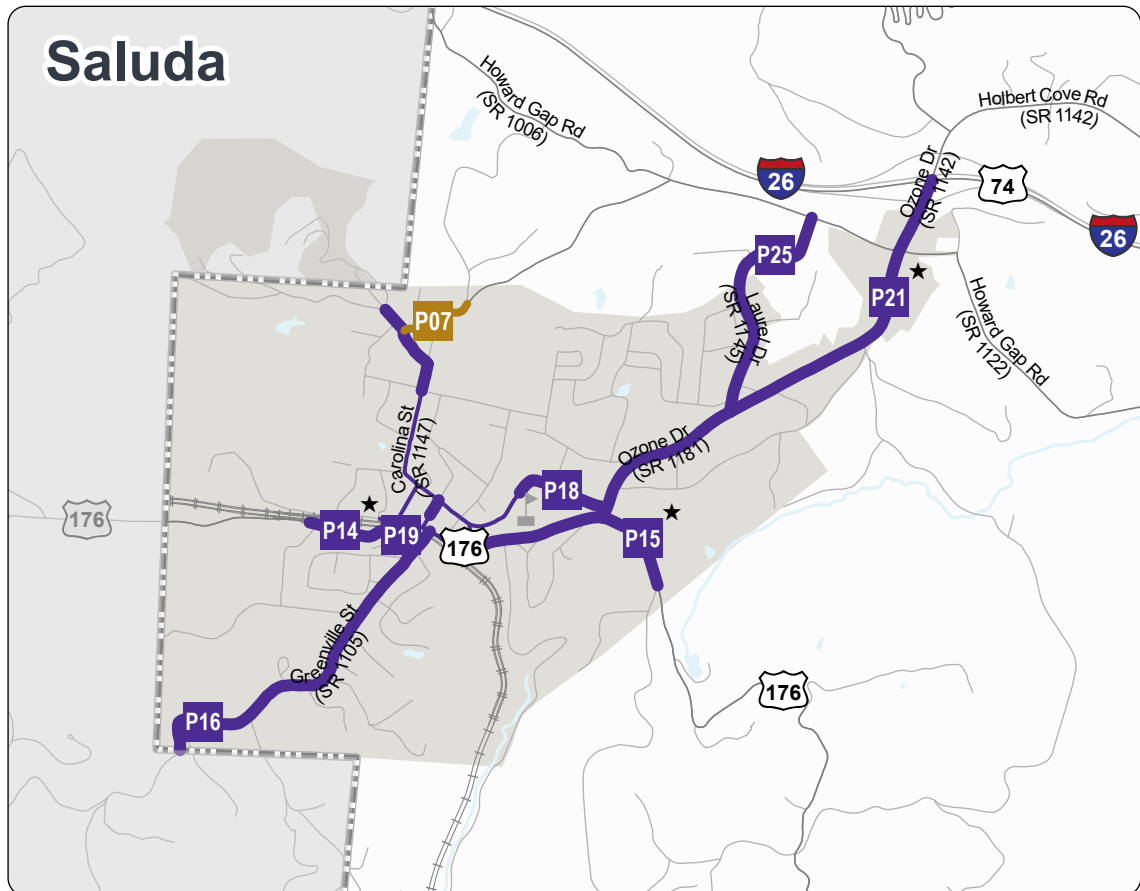 Saluda
Howard Gap Rd
(SR 1006)
Holbert Cove Rd
(SR 1142)
26
Ozone Dr
(SR 1142)
74
26
P25
P21
Howard Gap Rd
(SR 1122)
P07
Laurel Dr
(SR 1145)
Carolina St
(SR 1147)
Ozone Dr
(SR 1181)
P18
176
P14
P19
176
P15
Greenville St
(SR 1105)
176
P16